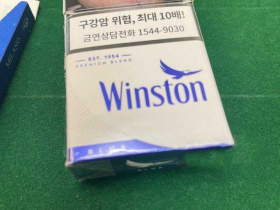 구강암 위험, 최대 10배!
금연상담전화 1544-9030
EST. 1954
PREMIUM BLEND
Winston